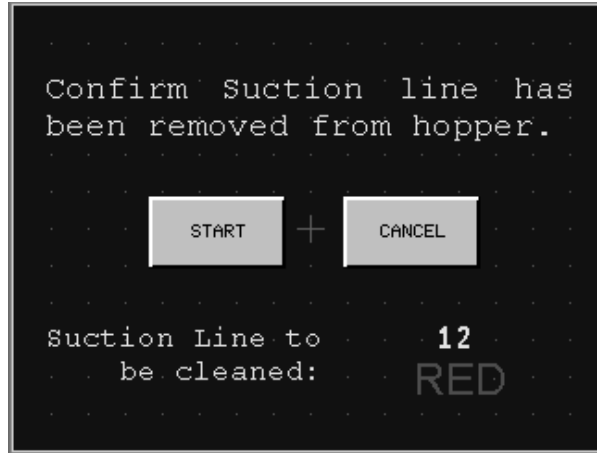 Confirm Suction line has
been removed from hopper.
START + CANCEL
Suction Line to 12
be cleaned: RED